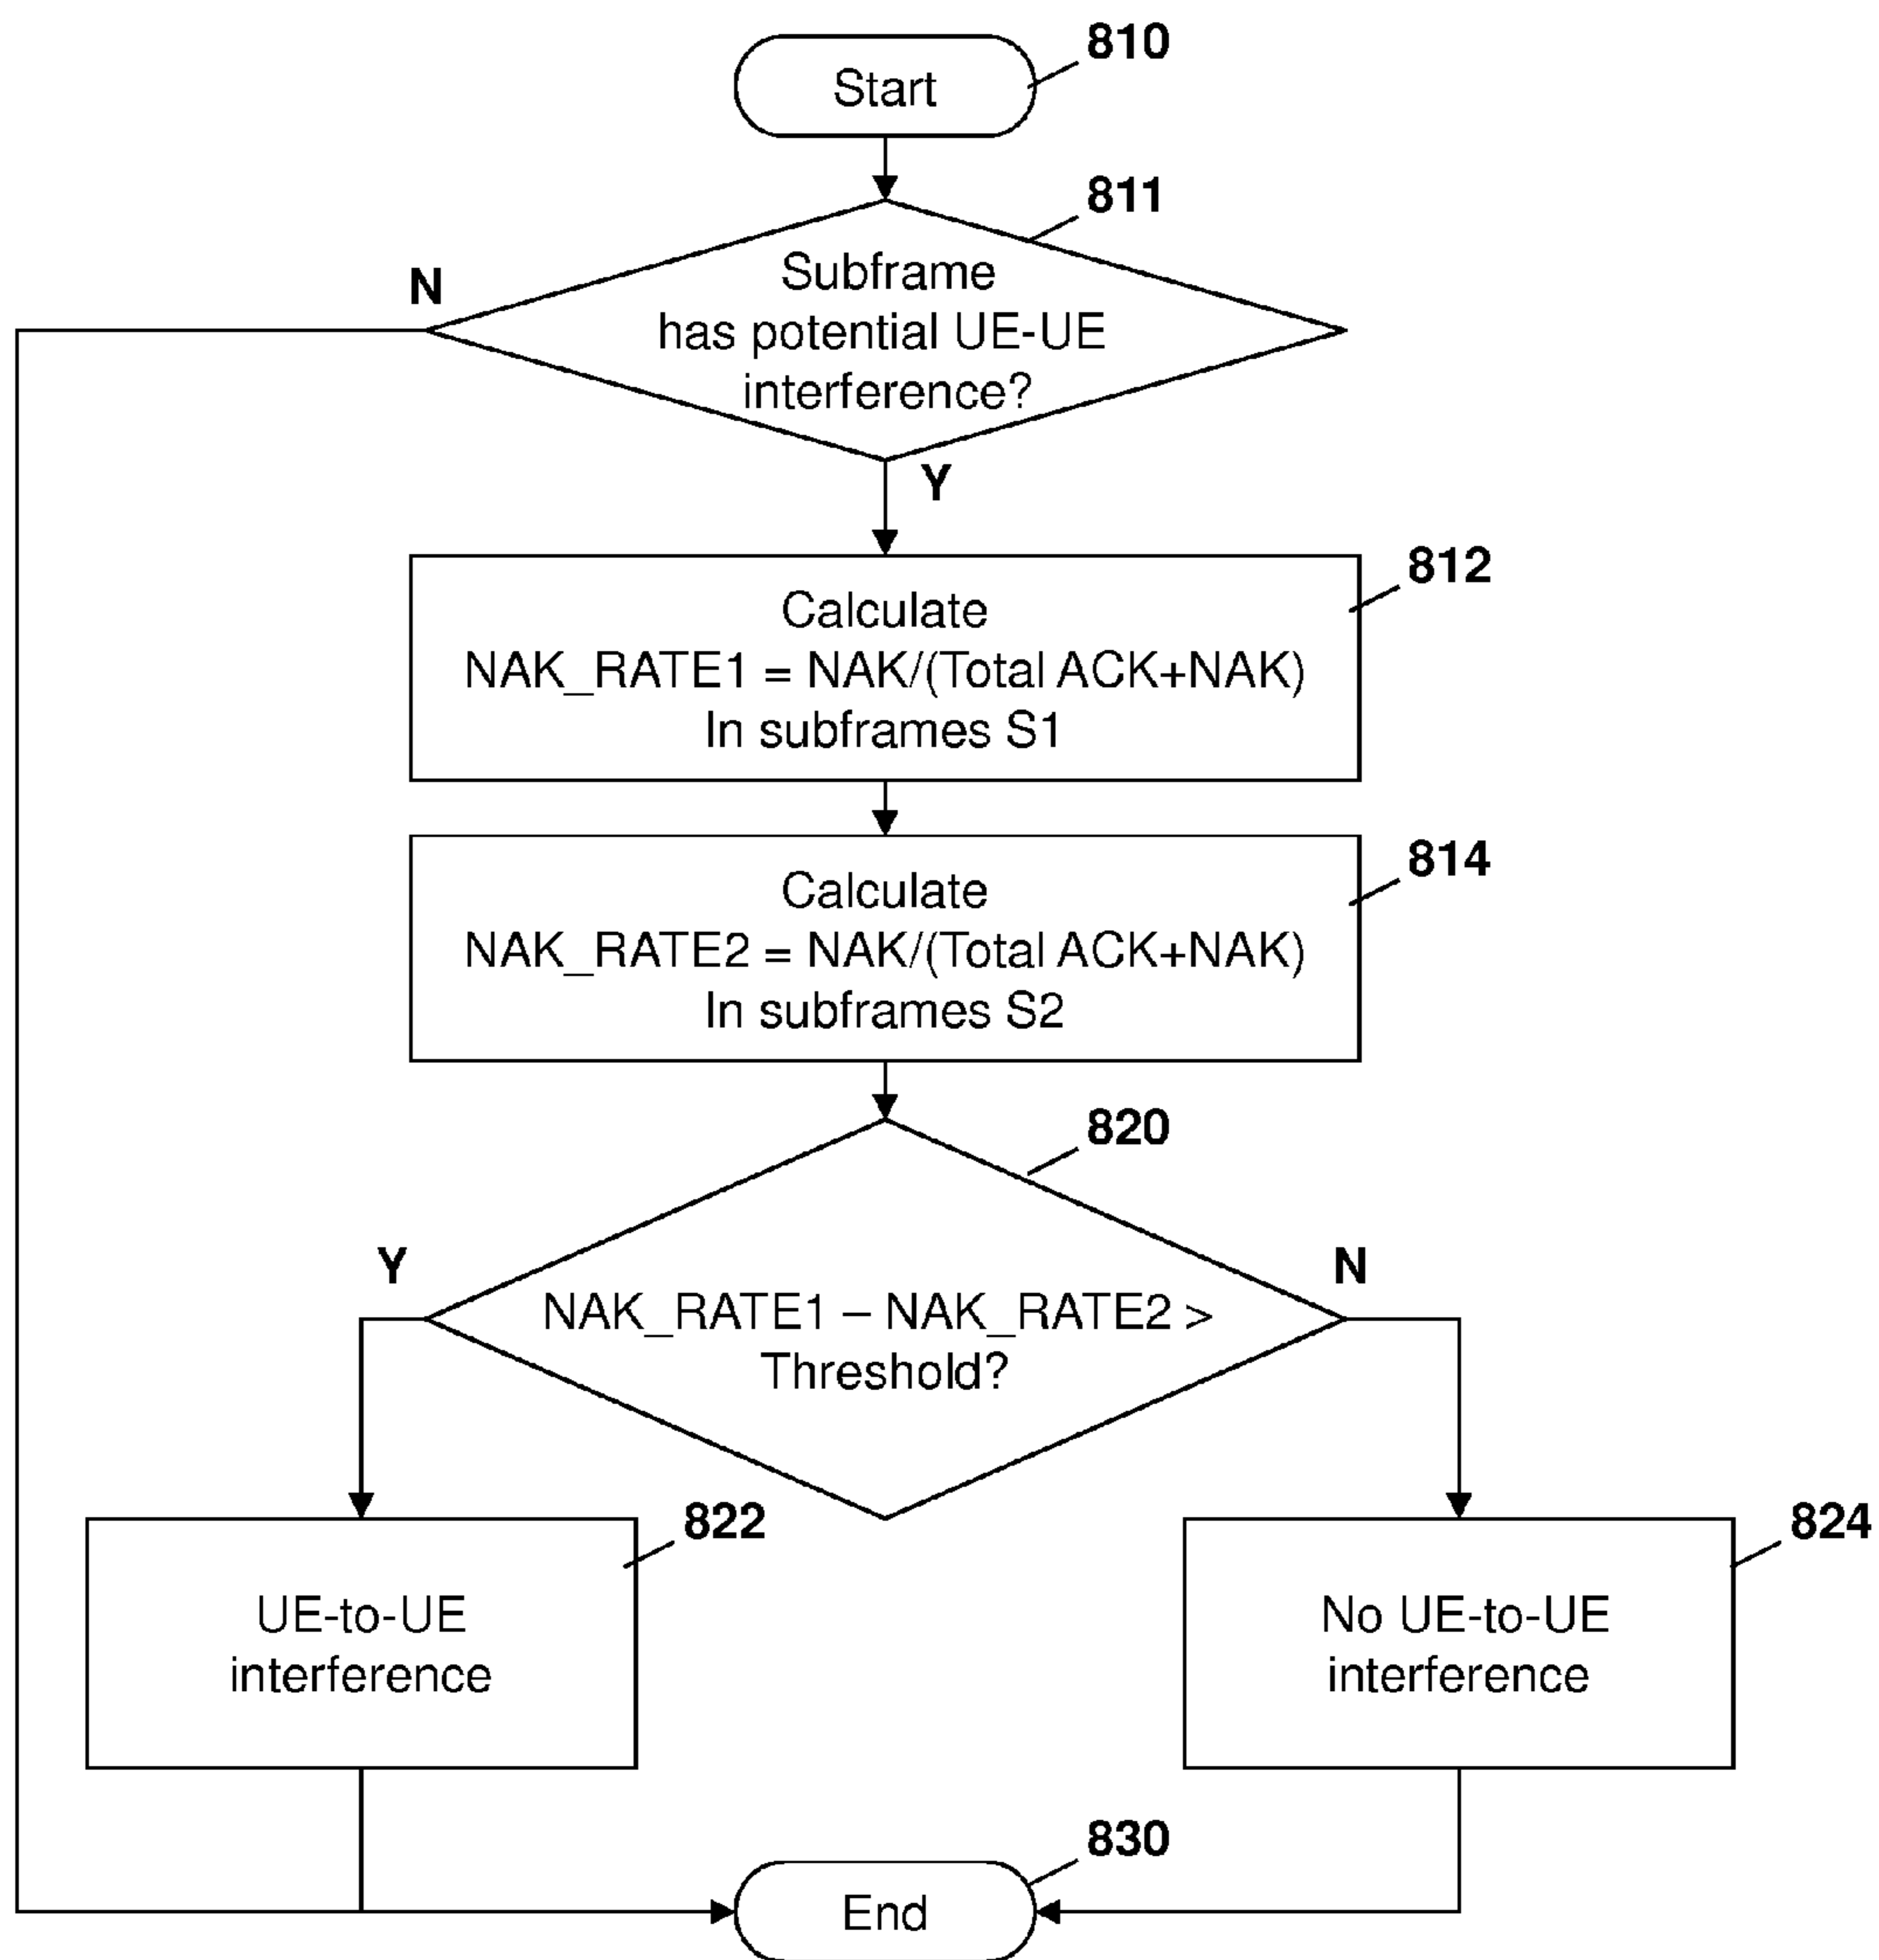 810
Start
811
Subframe
has potential UE-UE
interference?
N
Y
812
Calculate
NAK_RATE1 = NAK/(Total ACK+NAK)
In subframes S1
814
Calculate
NAK_RATE2 = NAK/(Total ACK+NAK)
In subframes S2
820
NAK_RATE1 – NAK_RATE2 >
Threshold?
Y
N
822
UE-to-UE
interference
824
No UE-to-UE
interference
830
End